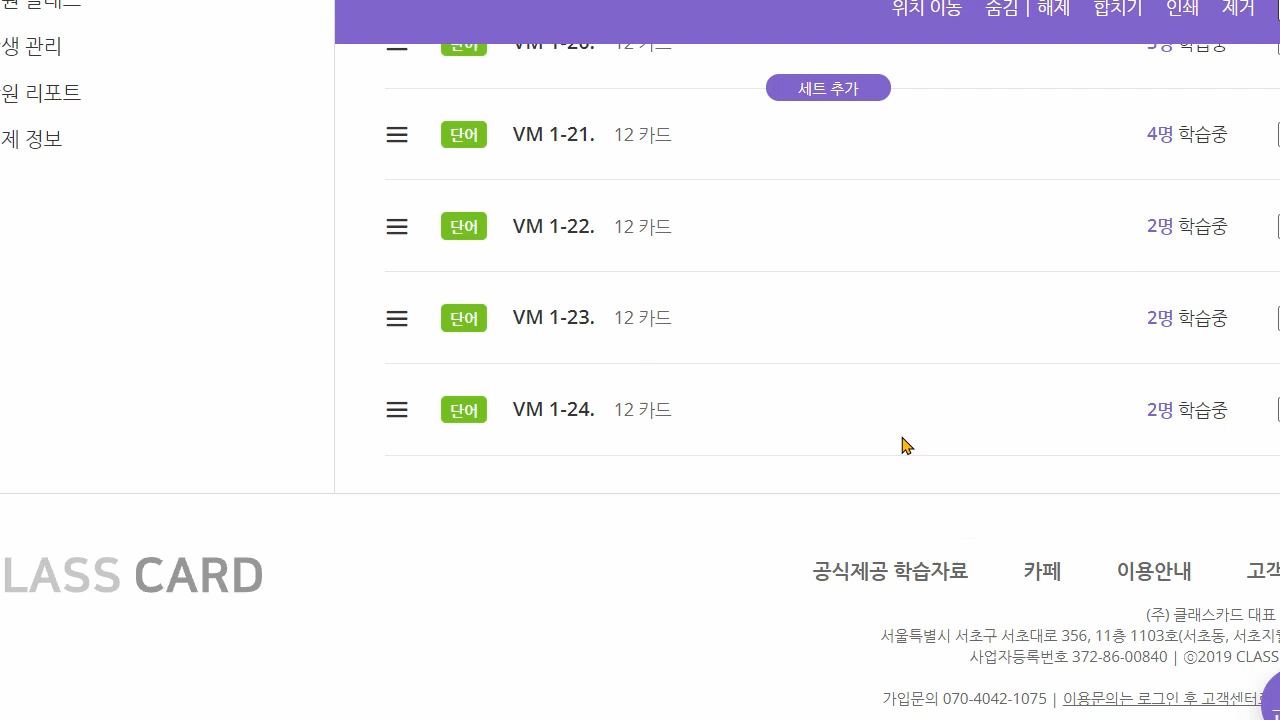 위치 이동 숨김 | 해제 합치기 인쇄 제거
생 관리
원 리포트
제 정보
세트 추가
단어 VM 1-21. 12 카드 4명 학습중
단어 VM 1-22. 12 카드 2명 학습중
단어 VM 1-23. 12 카드 2명 학습중
단어 VM 1-24. 12 카드 2명 학습중
LASS CARD
공식제공 학습자료 카페 이용안내 고객
(주) 클래스카드 대표
서울특별시 서초구 서초대로 356, 11층 1103호(서초동, 서초지
사업자등록번호 372-86-00840 | ⓒ2019 CLASS
가입문의 070-4042-1075 | 이용문의는 로그인 후 고객센터